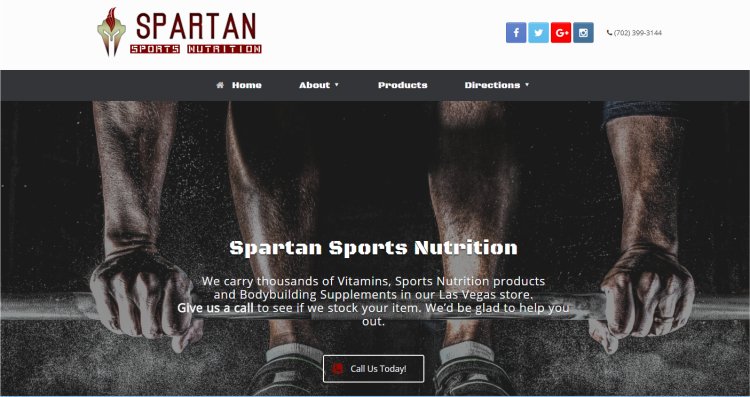 SPARTAN
SPORTS NUTRITION
f
G+
(702) 399-3144
Home
About
Products
Directions
Spartan Sports Nutrition
We carry thousands of Vitamins, Sports Nutrition products
and Bodybuilding Supplements in our Las Vegas store.
Give us a call to see if we stock your item. We'd be glad to help you
out.
Call Us Today!